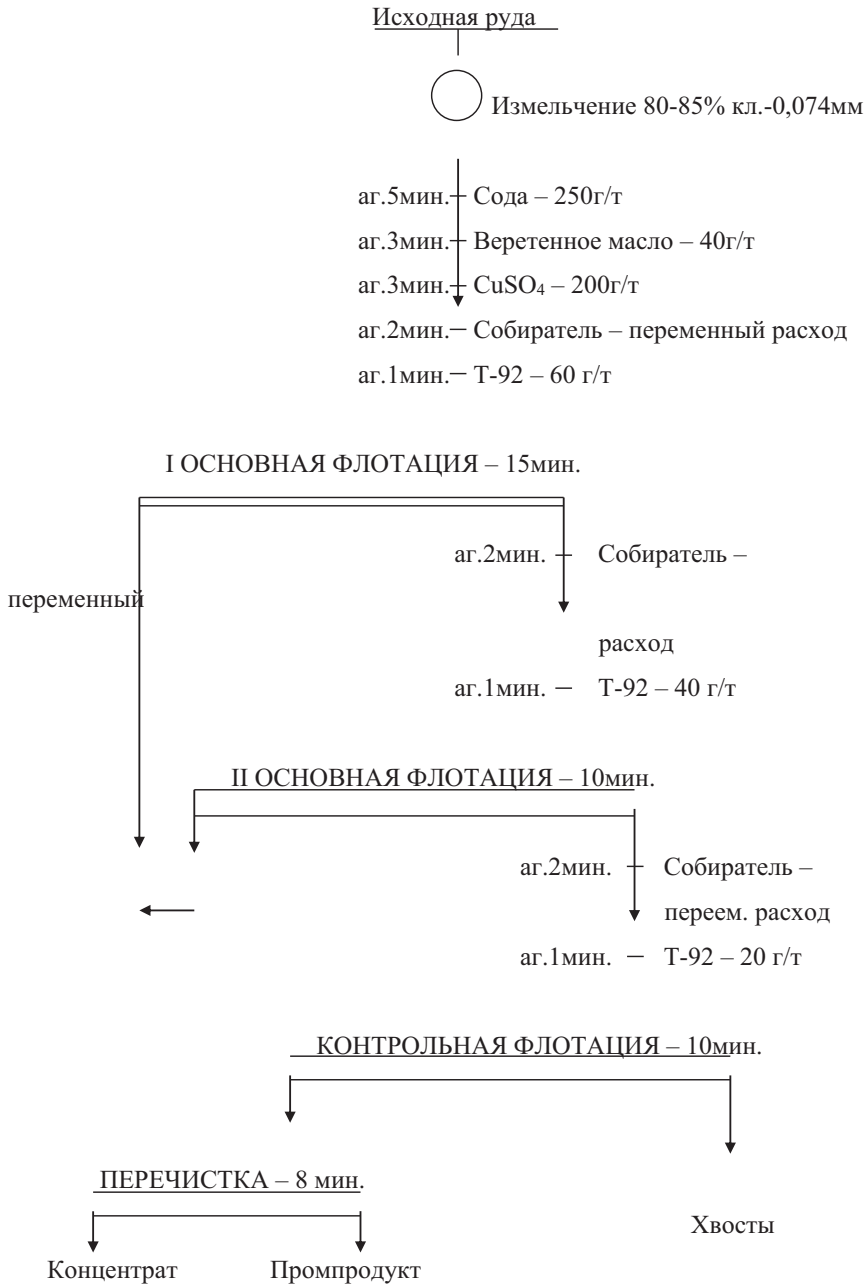 Исходная руда
Измельчение 80-85% кл.-0,074мм
аг.5мин. Сода – 250г/т
аг.3мин. Веретенное масло – 40г/т
аг.3мин. CuSO₄ – 200г/т
аг.2мин. Собиратель – переменный расход
аг.1мин. Т-92 – 60 г/т
I ОСНОВНАЯ ФЛОТАЦИЯ – 15мин.
аг.2мин. Собиратель –
переменный
расход
аг.1мин. Т-92 – 40 г/т
II ОСНОВНАЯ ФЛОТАЦИЯ – 10мин.
аг.2мин. Собиратель –
переем. расход
аг.1мин. Т-92 – 20 г/т
КОНТРОЛЬНАЯ ФЛОТАЦИЯ – 10мин.
ПЕРЕЧИСТКА – 8 мин.
Хвосты
Концентрат Промпродукт